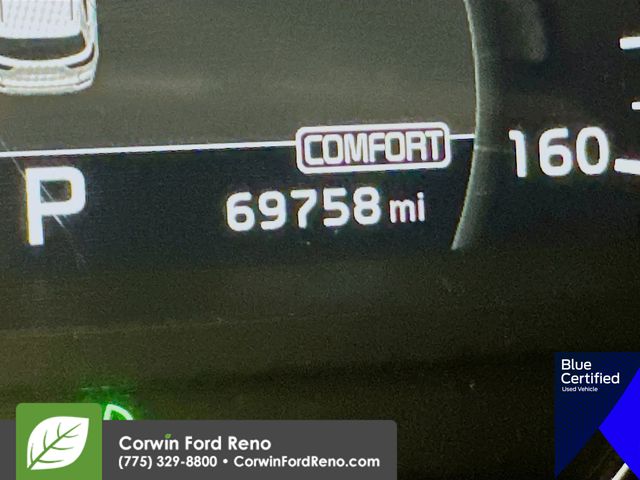 COMFORT
160
P
69758 mi
Blue
Certified
Used Vehicle
Corwin Ford Reno
(775) 329-8800 • CorwinFordReno.com